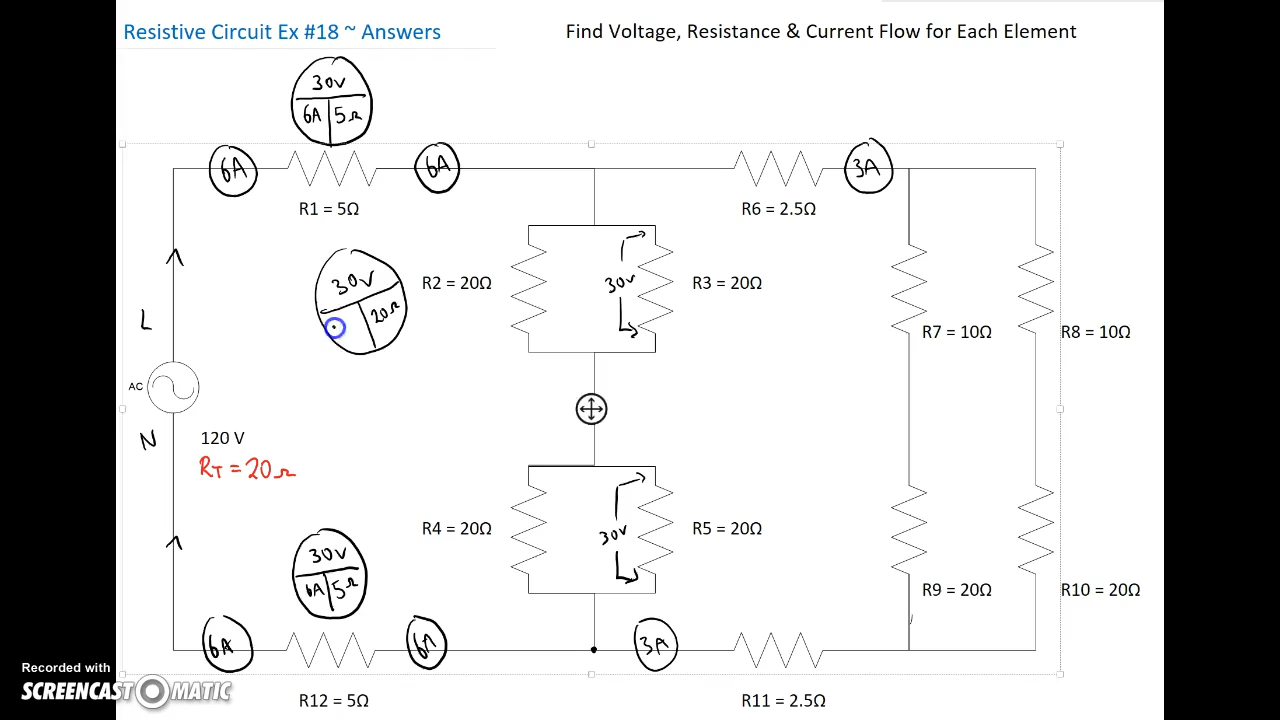 Resistive Circuit Ex #18 ~ Answers
Find Voltage, Resistance & Current Flow for Each Element
30V
6A 5Ω
6A
6A
3A
R1 = 5Ω
R6 = 2.5Ω
30V
20Ω
R2 = 20Ω
30V
R3 = 20Ω
L
R7 = 10Ω
R8 = 10Ω
AC
N
120 V
RT = 20Ω
R4 = 20Ω
30V
R5 = 20Ω
30V
6A 5Ω
R9 = 20Ω
R10 = 20Ω
6A
6A
3A
R12 = 5Ω
R11 = 2.5Ω
Recorded with
SCREENCAST-O-MATIC